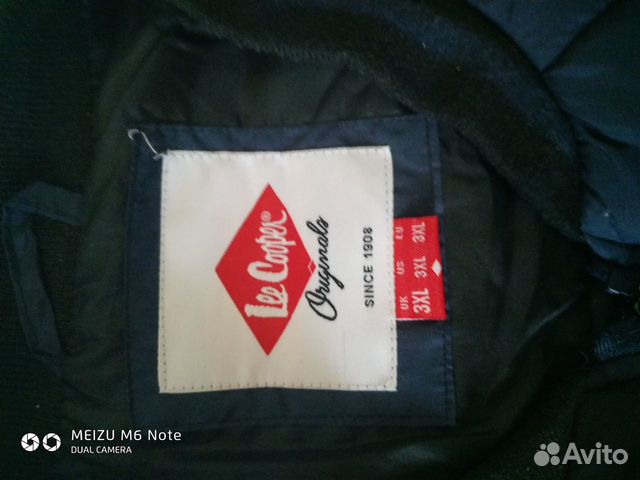 Lee Cooper®
Originals
SINCE 1908
UK US EU
3XL 3XL 3XL
MEIZU M6 Note
DUAL CAMERA
Avito